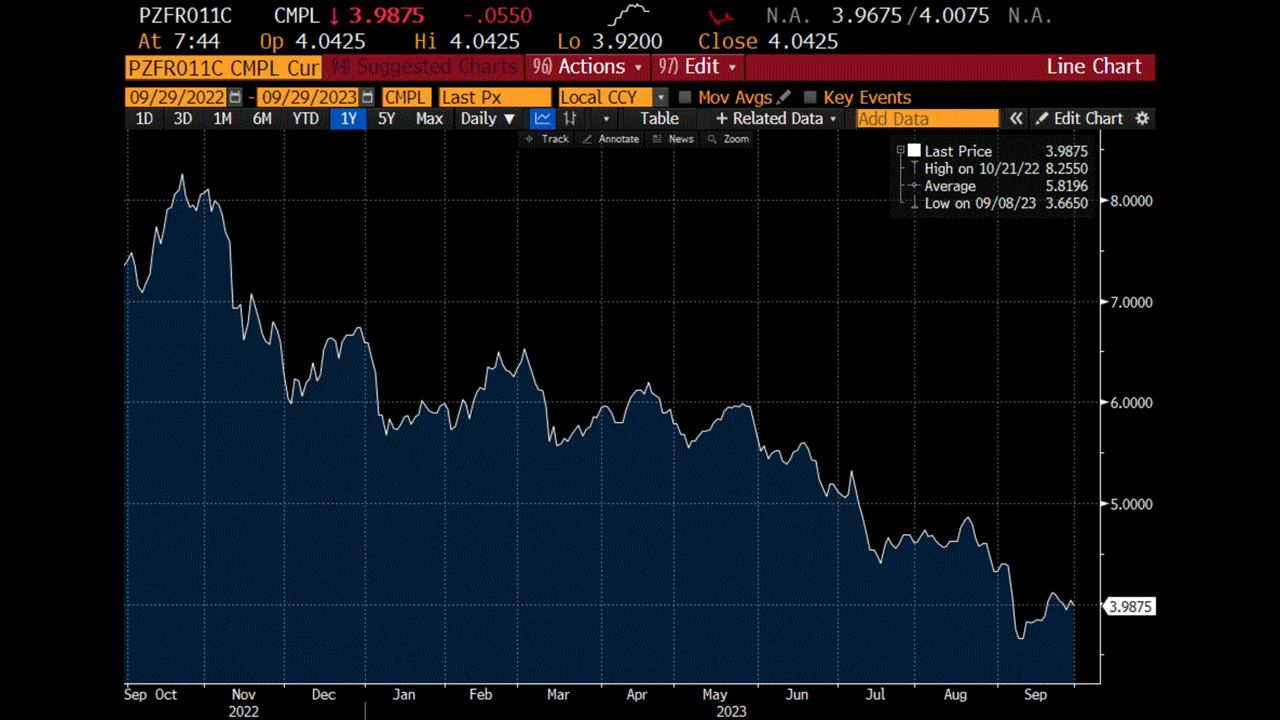 PZFR011C CMPL ↓ 3.9875 -.0550 N.A. 3.9675/4.0075 N.A.
At 7:44 Op 4.0425 Hi 4.0425 Lo 3.9200 Close 4.0425
PZFR011C CMPL Cur 94) Suggested Charts 96) Actions ▾ 97) Edit ▾ Line Chart
09/29/2022 - 09/29/2023 CMPL Last Px Local CCY ▾ Mov Avgs Key Events
1D 3D 1M 6M YTD 1Y 5Y Max Daily ▼ ▾ Table + Related Data ▾ Add Data « Edit Chart
Track Annotate News Zoom
Last Price 3.9875
High on 10/21/22 8.2550
Average 5.8196
Low on 09/08/23 3.6650
8.0000
7.0000
6.0000
5.0000
3.9875
Sep Oct Nov Dec Jan Feb Mar Apr May Jun Jul Aug Sep
2022 2023